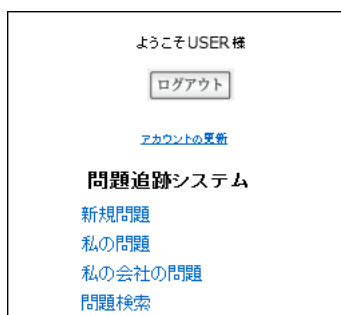 ようこそUSER様
ログアウト
アカウントの更新
問題追跡システム
新規問題
私の問題
私の会社の問題
問題検索